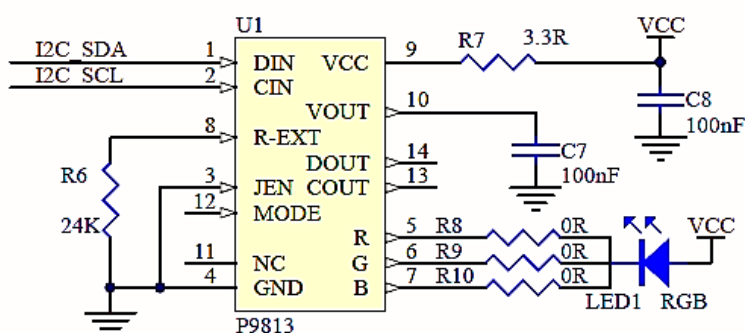 U1
I2C_SDA 1 DIN VCC 9 R7 3.3R VCC
I2C_SCL 2 CIN
VOUT 10 C8
100nF
8 R-EXT
R6 DOUT 14 C7
3 JEN COUT 13 100nF
12 MODE
24K
R 5 R8 0R VCC
11 NC G 6 R9 0R
4 GND B 7 R10 0R
LED1 RGB
P9813